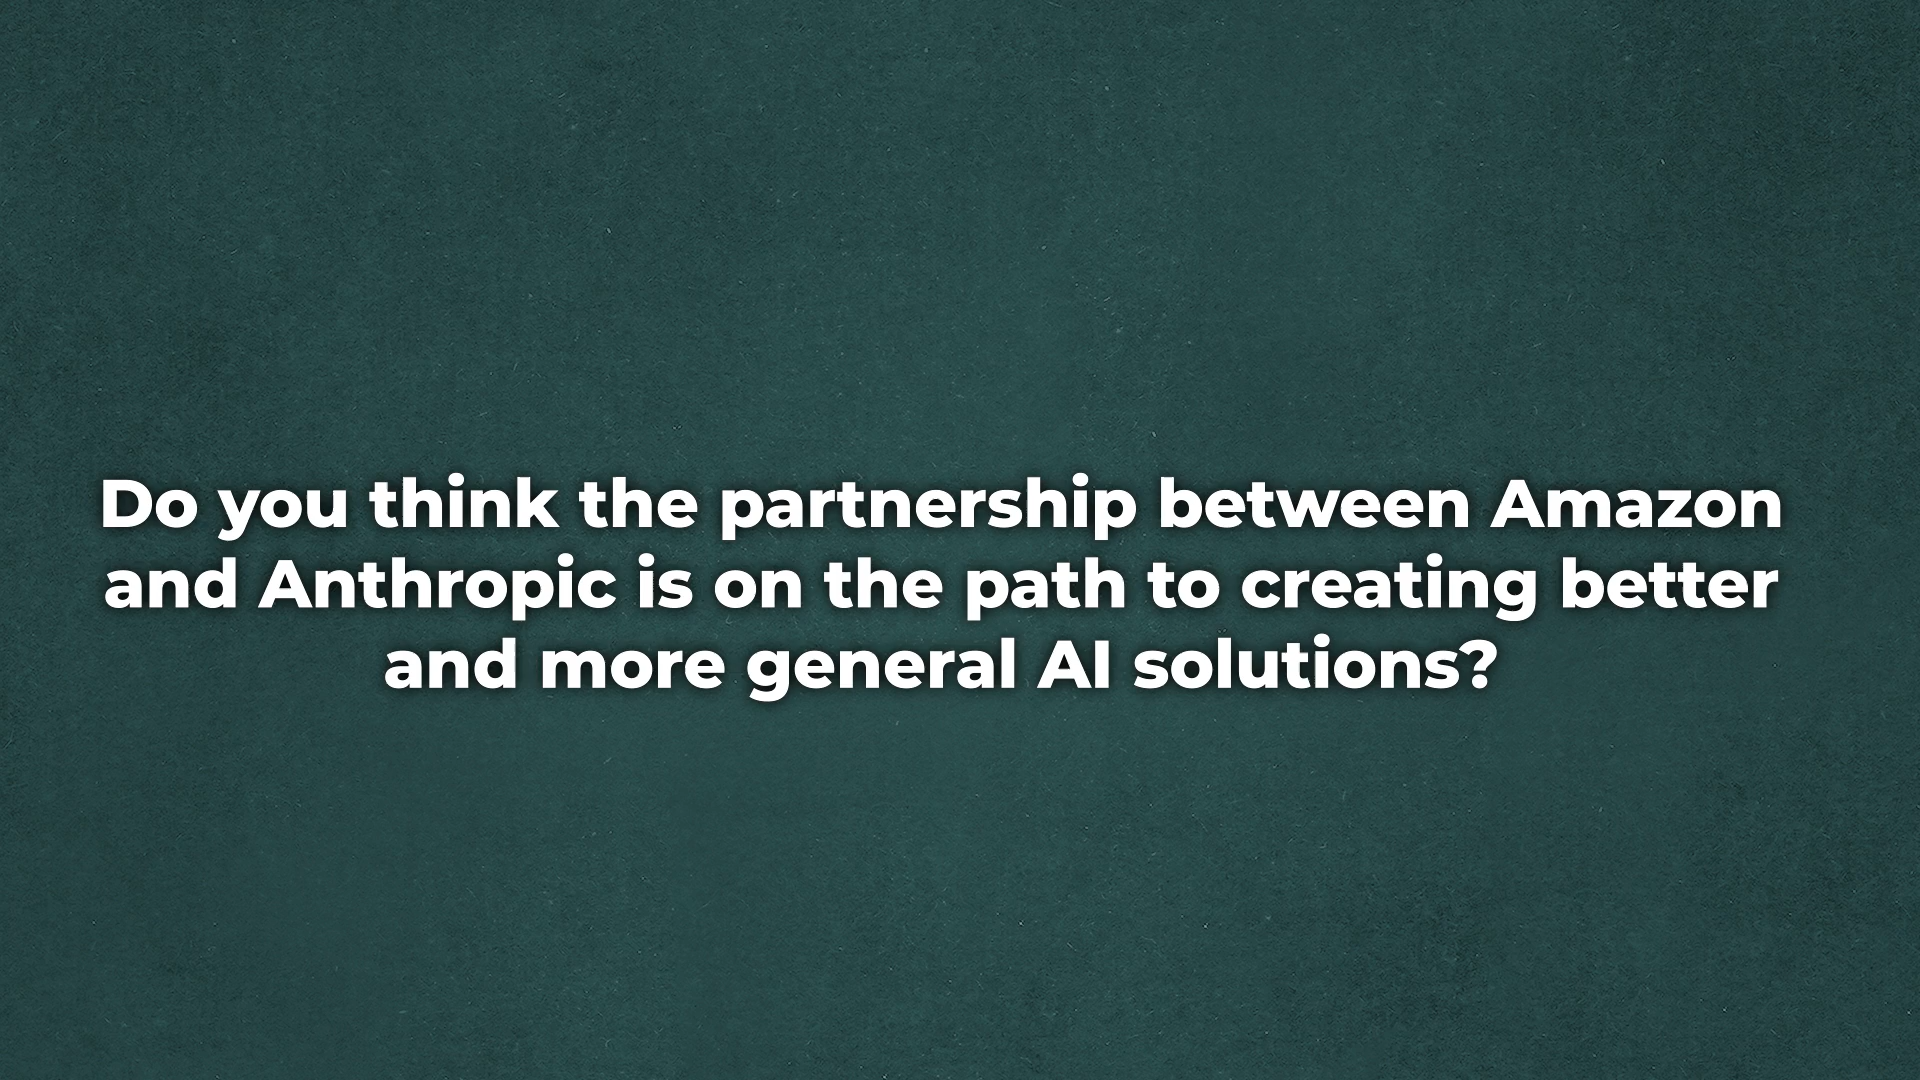 Do you think the partnership between Amazon
and Anthropic is on the path to creating better
and more general AI solutions?